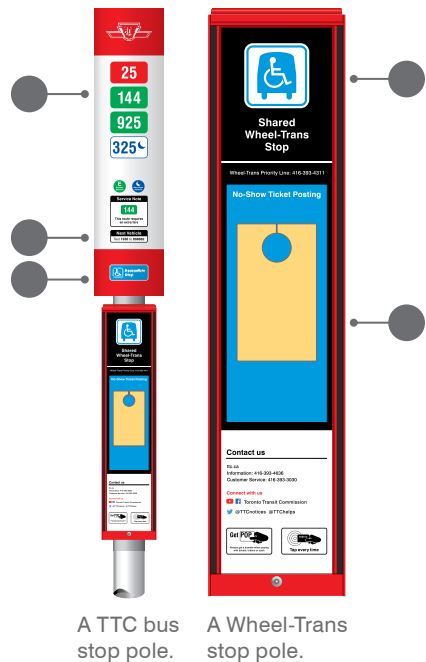 25
144
925
325
E
Service Note
144
This route requires
an extra fare
Next Vehicle
Text 1938 to 898882
Accessible
Stop
Shared
Wheel-Trans
Stop
No-Show Ticket Posting
Contact us
Get POP
A TTC bus
stop pole.
Shared
Wheel-Trans
Stop
Wheel-Trans Priority Line: 416-393-4311
No-Show Ticket Posting
Contact us
ttc.ca
Information: 416-393-4636
Customer Service: 416-393-3030
Connect with us
Toronto Transit Commission
@TTCnotices @TTChelps
Get POP
Tap every time
A Wheel-Trans
stop pole.